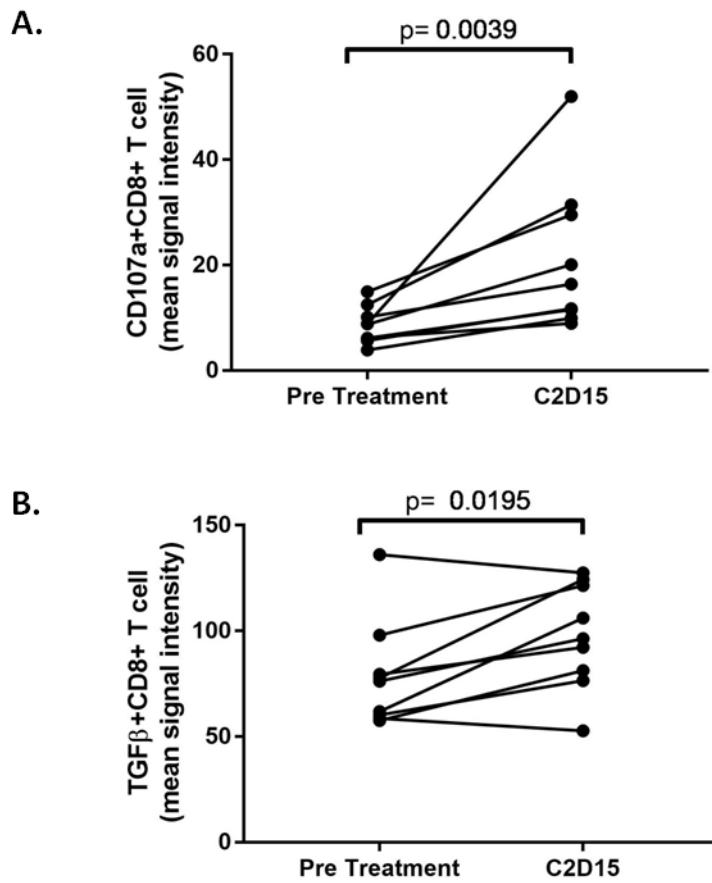 A.
p= 0.0039
CD107a+CD8+ T cell
(mean signal intensity)
60
40
20
0
Pre Treatment
C2D15
B.
p= 0.0195
TGFβ+CD8+ T cell
(mean signal intensity)
150
100
50
0
Pre Treatment
C2D15